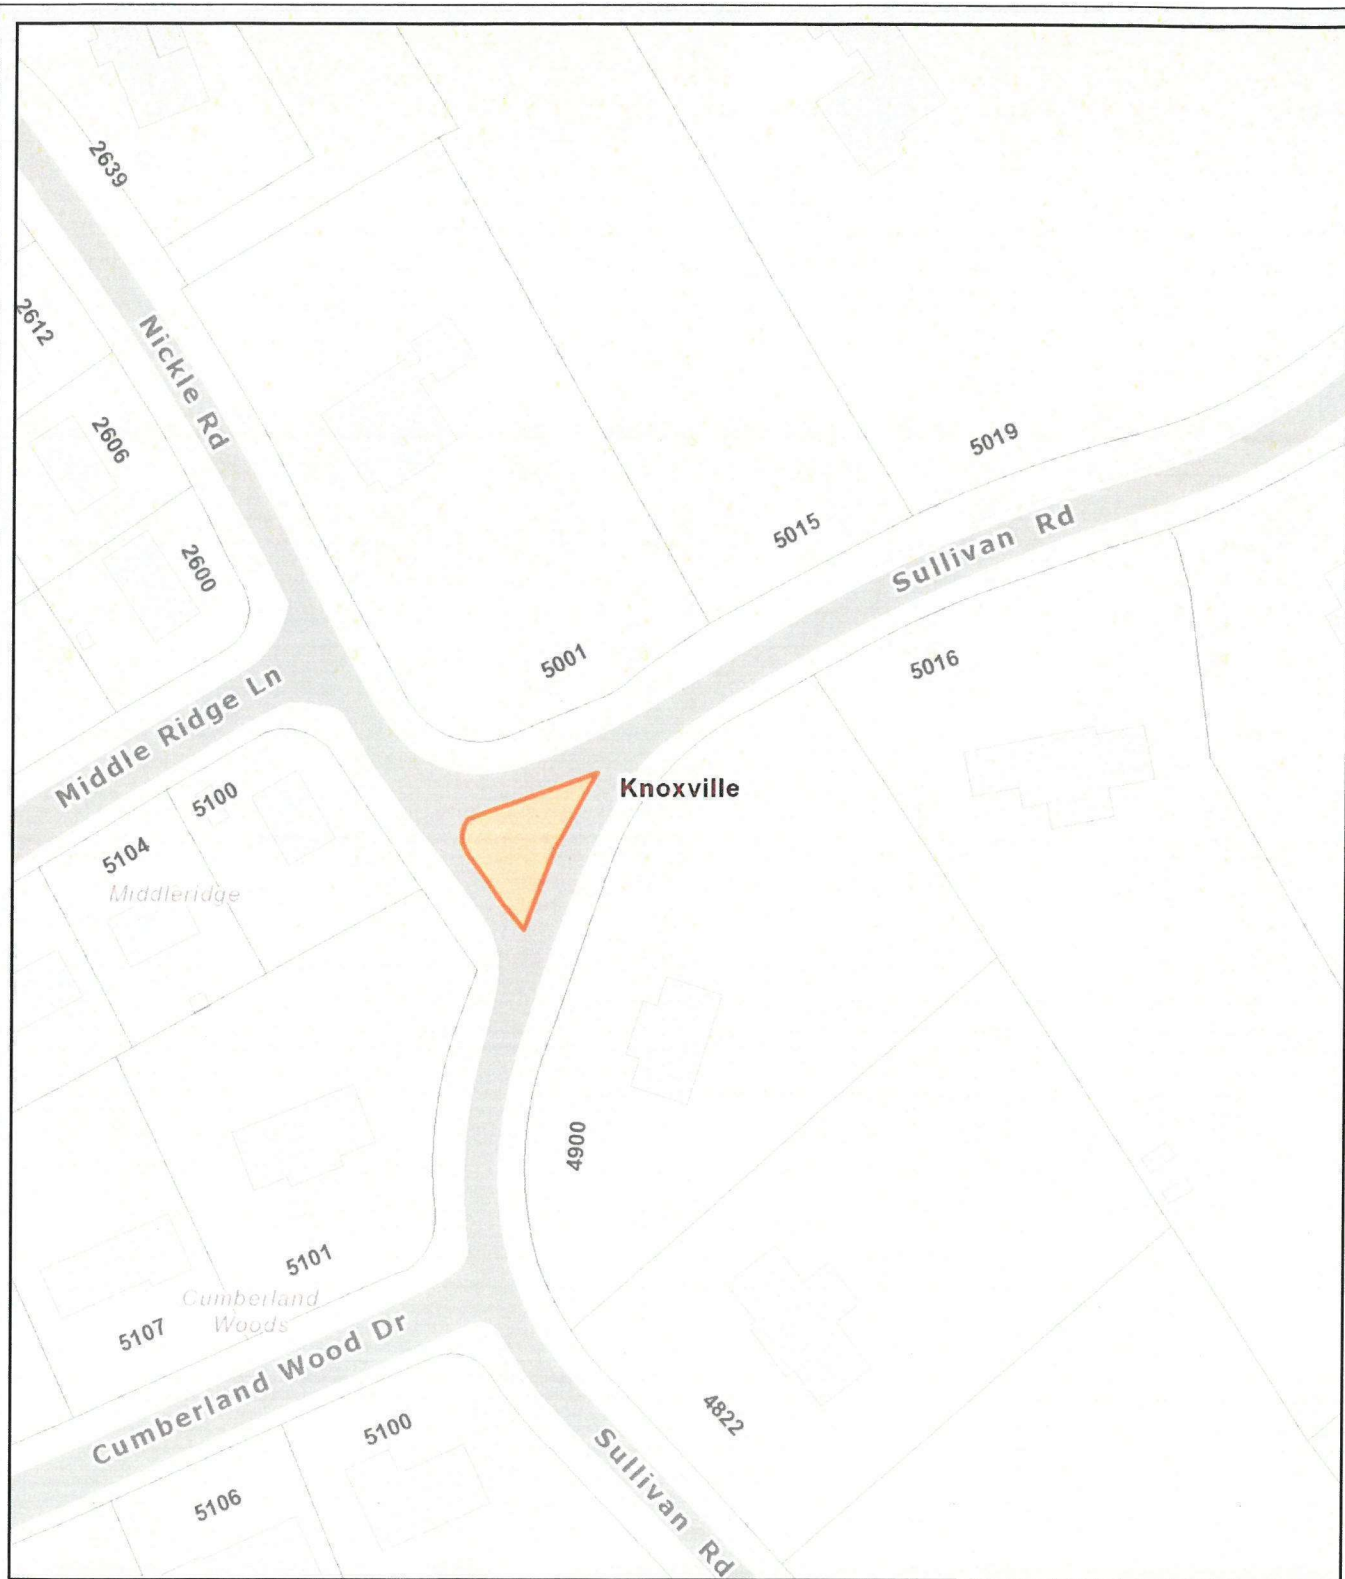 2639
2612
Nickle Rd
2606
2600
5019
5015
Sullivan Rd
5001
5016
Middle Ridge Ln
Knoxville
5100
5104
Middleridge
4900
5101
Cumberland
Woods
5107
Cumberland Wood Dr
5100
4822
5106
Sullivan Rd